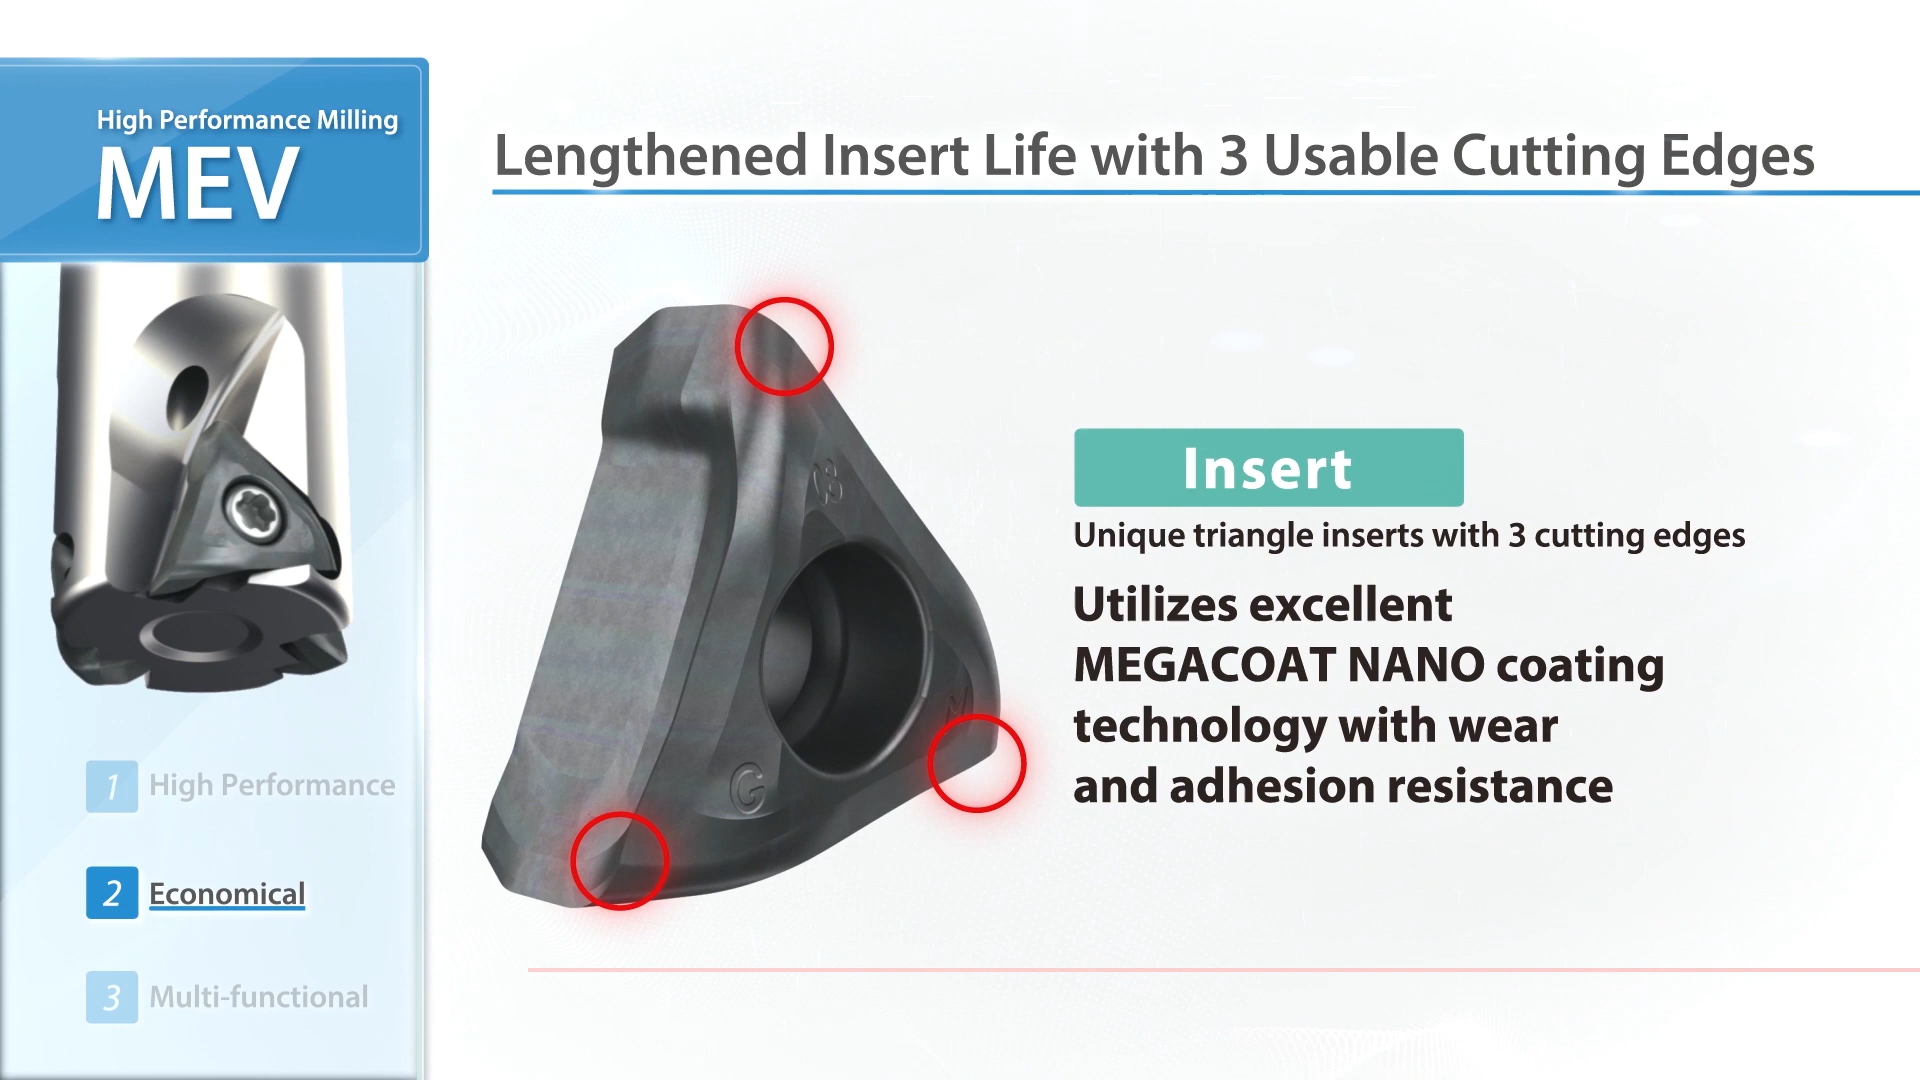 High Performance Milling
MEV
Lengthened Insert Life with 3 Usable Cutting Edges
08
M
G
Insert
Unique triangle inserts with 3 cutting edges
Utilizes excellent
MEGACOAT NANO coating
technology with wear
and adhesion resistance
1 High Performance
2 Economical
3 Multi-functional